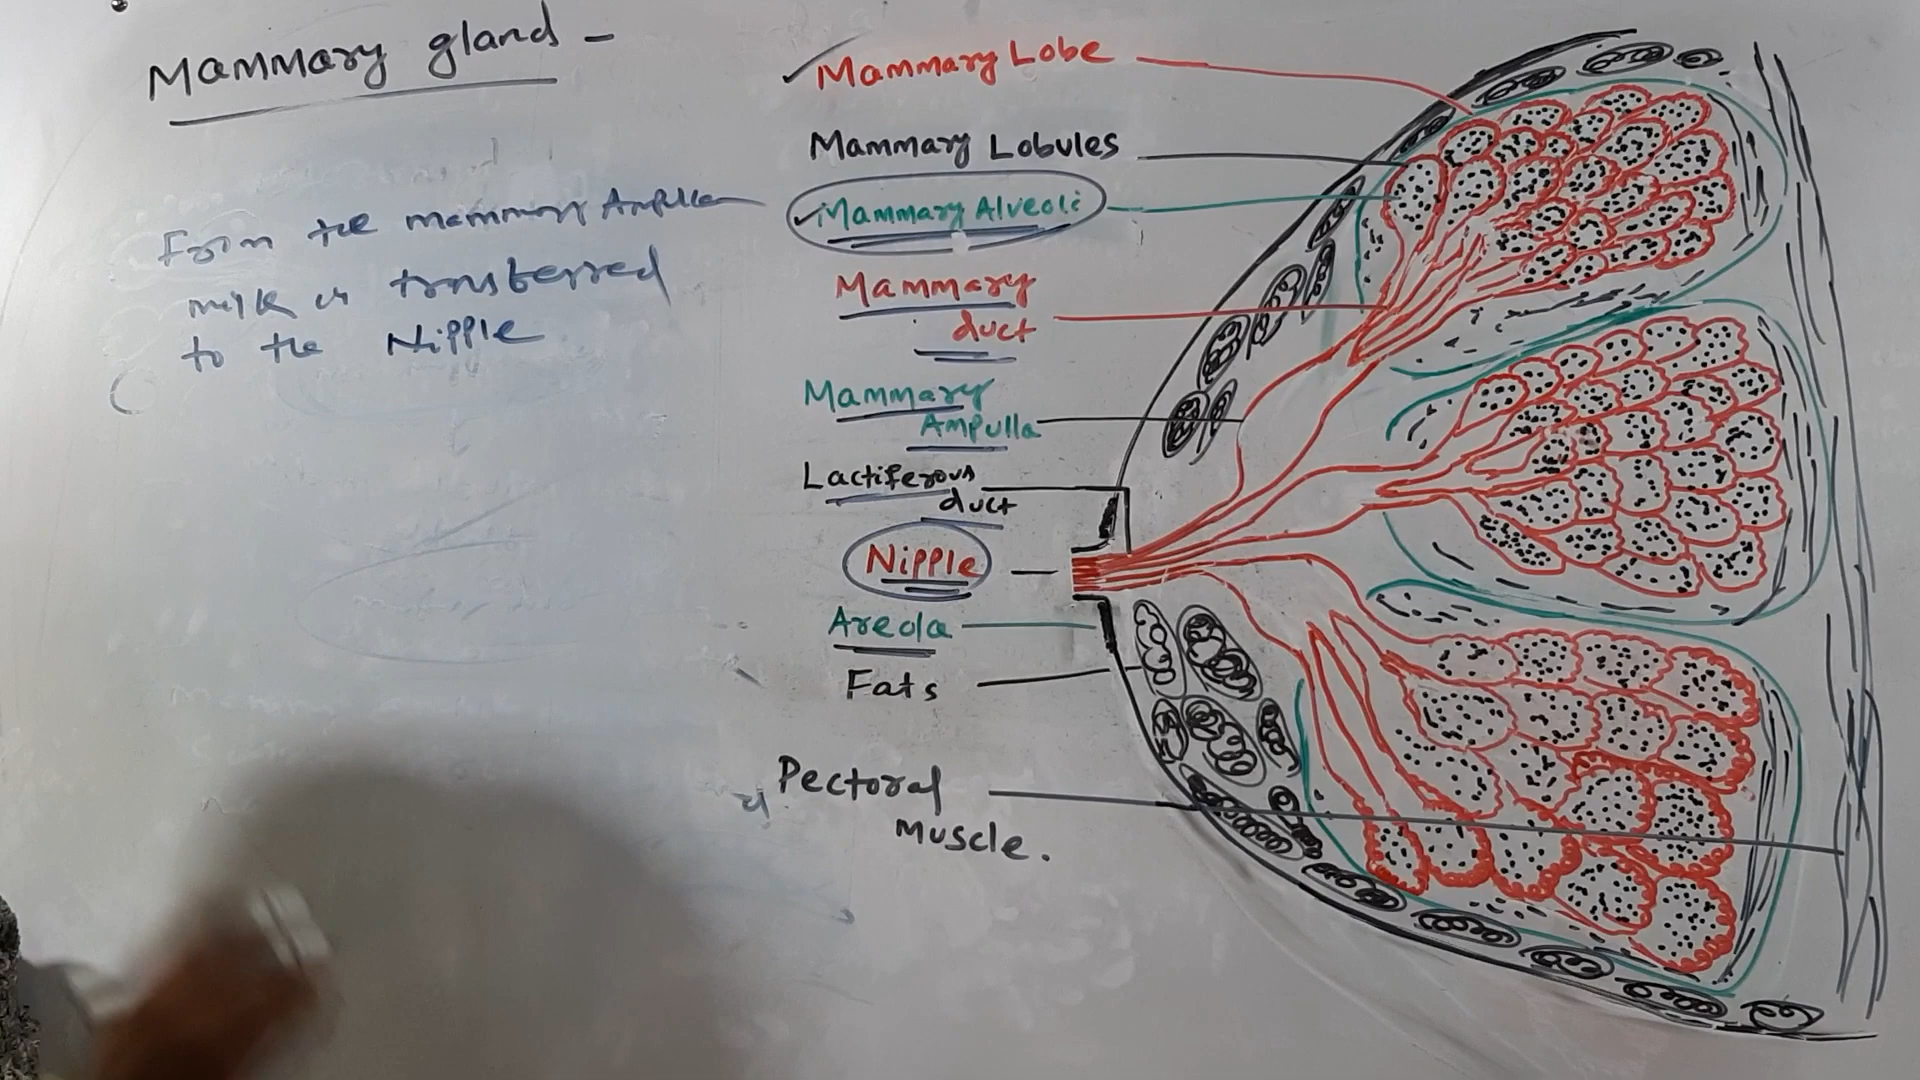 Mammary gland -
From the mammary Ampulla
milk is transferred
to the Nipple
Mammary Lobe
Mammary Lobules
Mammary Alveoli
Mammary
duct
Mammary
Ampulla
Lactiferous
duct
Nipple
Areola
Fats
Pectoral
Muscle.